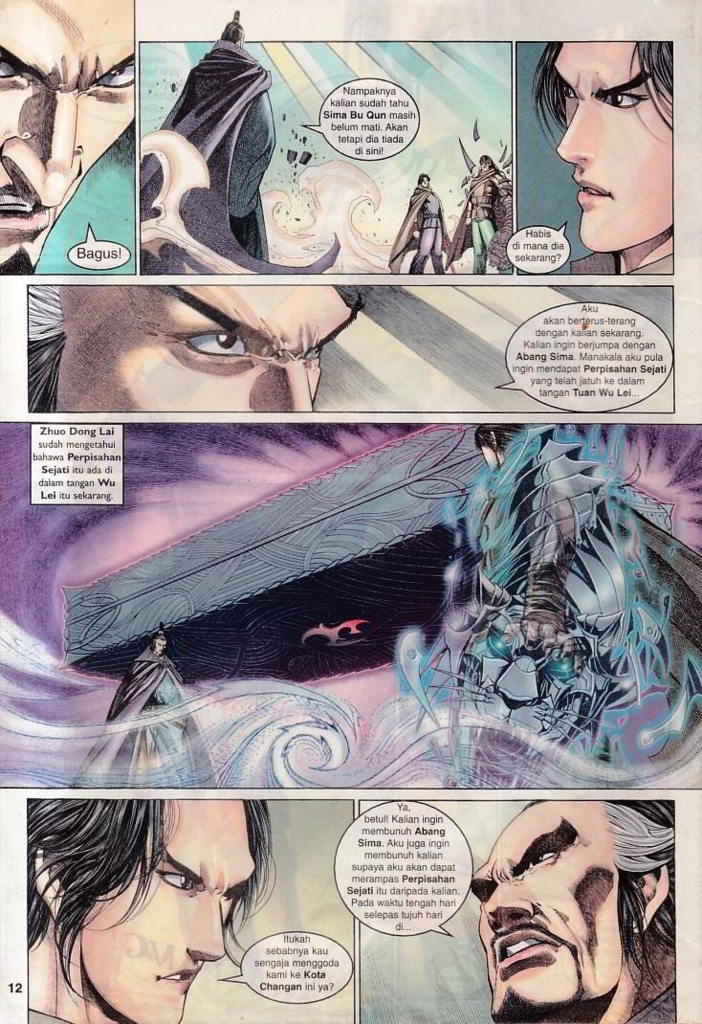 Bagus!
Nampaknya
kalian sudah tahu
Sima Bu Qun masih
belum mati. Akan
tetapi dia tiada
di sini!
Habis
di mana dia
sekarang?
Aku
akan berterus-terang
dengan kalian sekarang.
Kalian ingin berjumpa dengan
Abang Sima. Manakala aku pula
ingin mendapat Perpisahan Sejati
yang telah jatuh ke dalam
tangan Tuan Wu Lei...
Zhuo Dong Lai
sudah mengetahui
bahawa Perpisahan
Sejati itu ada di
dalam tangan Wu
Lei itu sekarang.
Itukah
sebabnya kau
sengaja menggoda
kami ke Kota
Changan ini ya?
Ya,
betul! Kalian ingin
membunuh Abang
Sima. Aku juga ingin
membunuh kalian
supaya aku akan dapat
merampas Perpisahan
Sejati itu daripada kalian.
Pada waktu tengah hari
selepas tujuh hari
di...
12